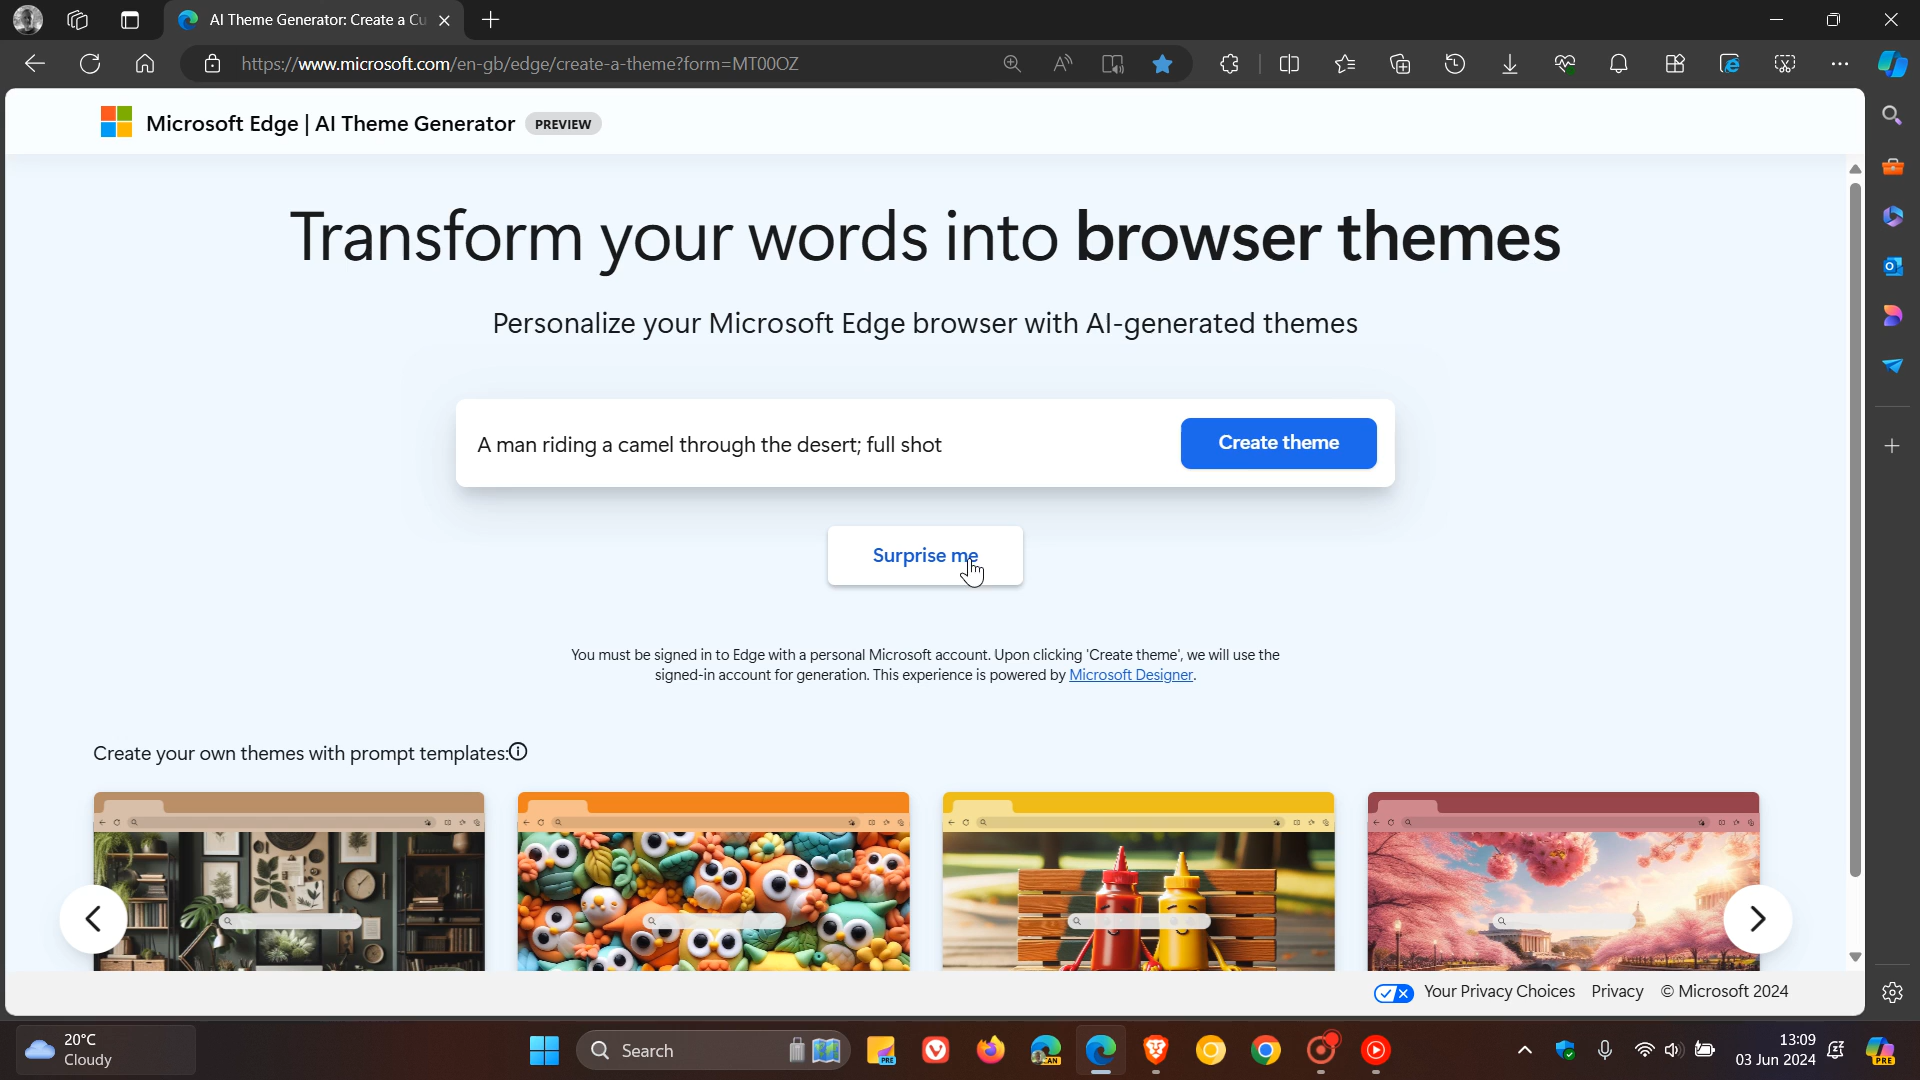 AI Theme Generator: Create a Cu
https://www.microsoft.com/en-gb/edge/create-a-theme?form=MT00OZ
Microsoft Edge | AI Theme Generator PREVIEW
Transform your words into browser themes
Personalize your Microsoft Edge browser with AI-generated themes
A man riding a camel through the desert; full shot
Create theme
Surprise me
You must be signed in to Edge with a personal Microsoft account. Upon clicking 'Create theme', we will use the
signed-in account for generation. This experience is powered by Microsoft Designer.
Create your own themes with prompt templates:
Your Privacy Choices Privacy © Microsoft 2024
20°C
Cloudy
Search
PRE
CAN
13:09
03 Jun 2024
PRE